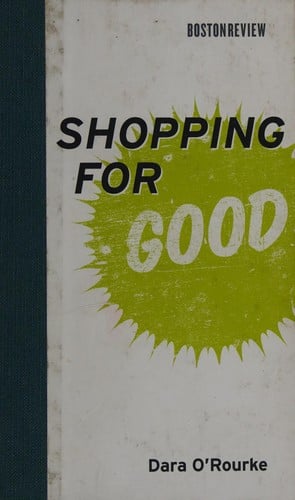 BOSTONREVIEW
SHOPPING
FOR
GOOD
Dara O'Rourke